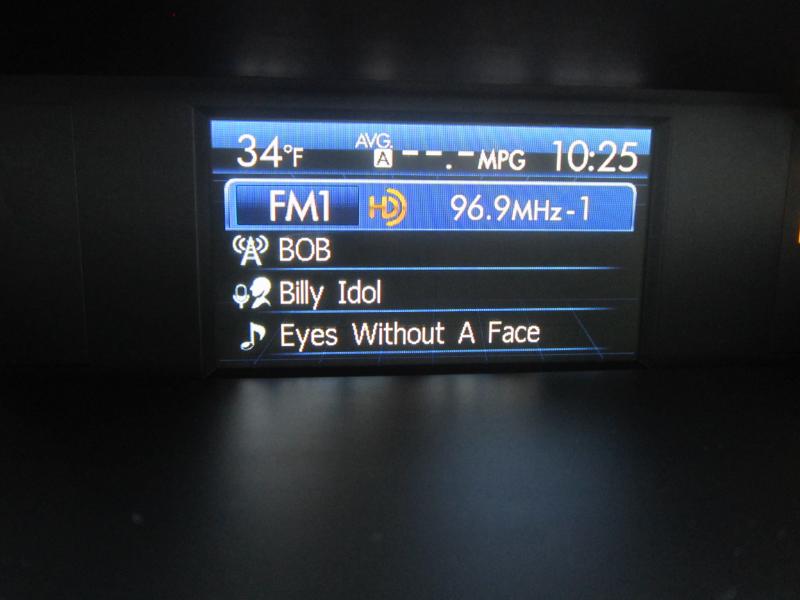 34°F AVG. A --.- MPG 10:25
FM1 HD 96.9MHz-1
BOB
Billy Idol
Eyes Without A Face